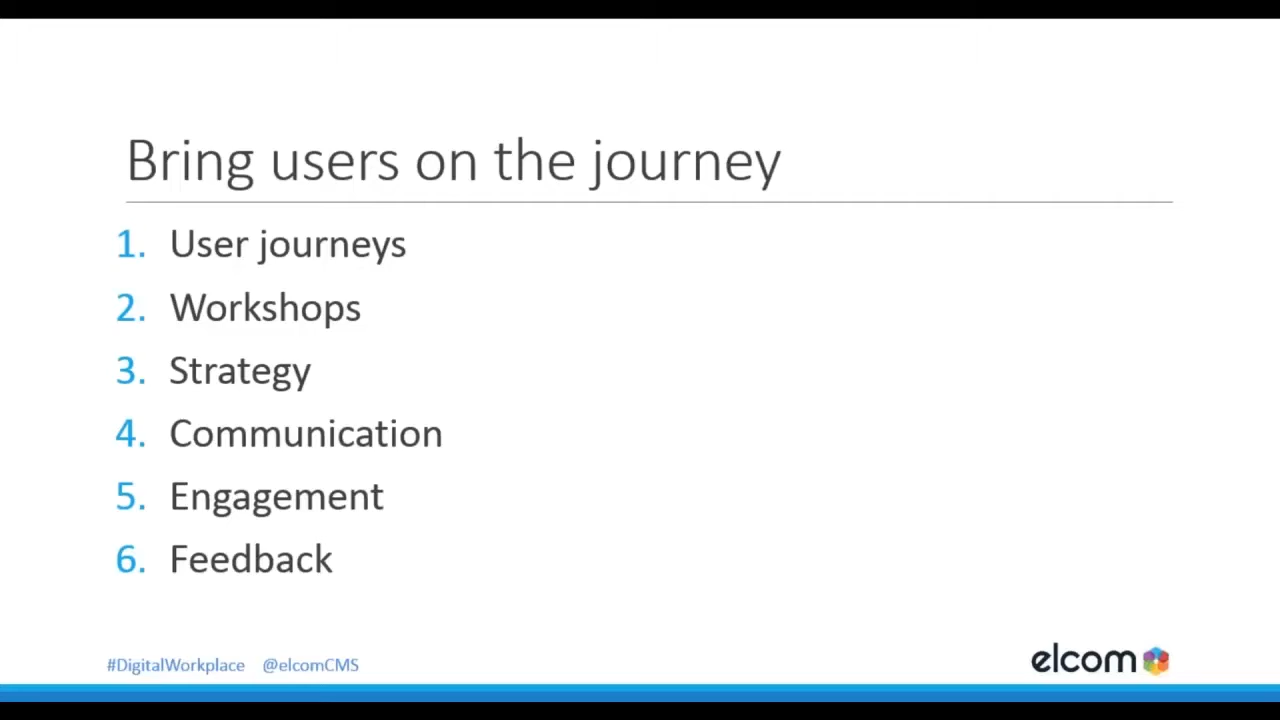 Bring users on the journey
1. User journeys
2. Workshops
3. Strategy
4. Communication
5. Engagement
6. Feedback
#DigitalWorkplace @elcomCMS
elcom